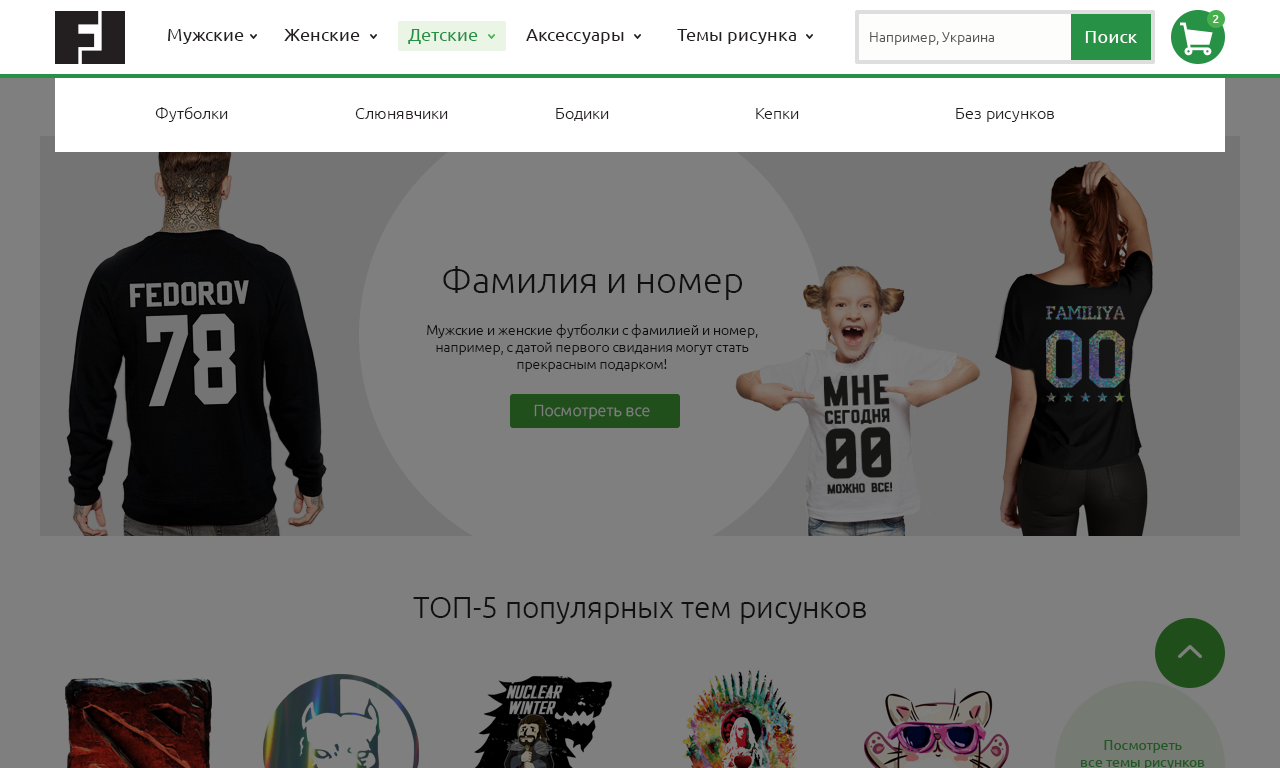 Мужские
Женские
Детские
Аксессуары
Темы рисунка
Например, Украина
Поиск
2
Футболки
Слюнявчики
Бодики
Кепки
Без рисунков
FEDOROV
78
Фамилия и номер
Мужские и женские футболки с фамилией и номер,
например, с датой первого свидания могут стать
прекрасным подарком!
Посмотреть все
МНЕ
СЕГОДНЯ
00
МОЖНО ВСЕ!
FAMILIYA
00
ТОП-5 популярных тем рисунков
NUCLEAR
WINTER
Посмотреть
все темы рисунков